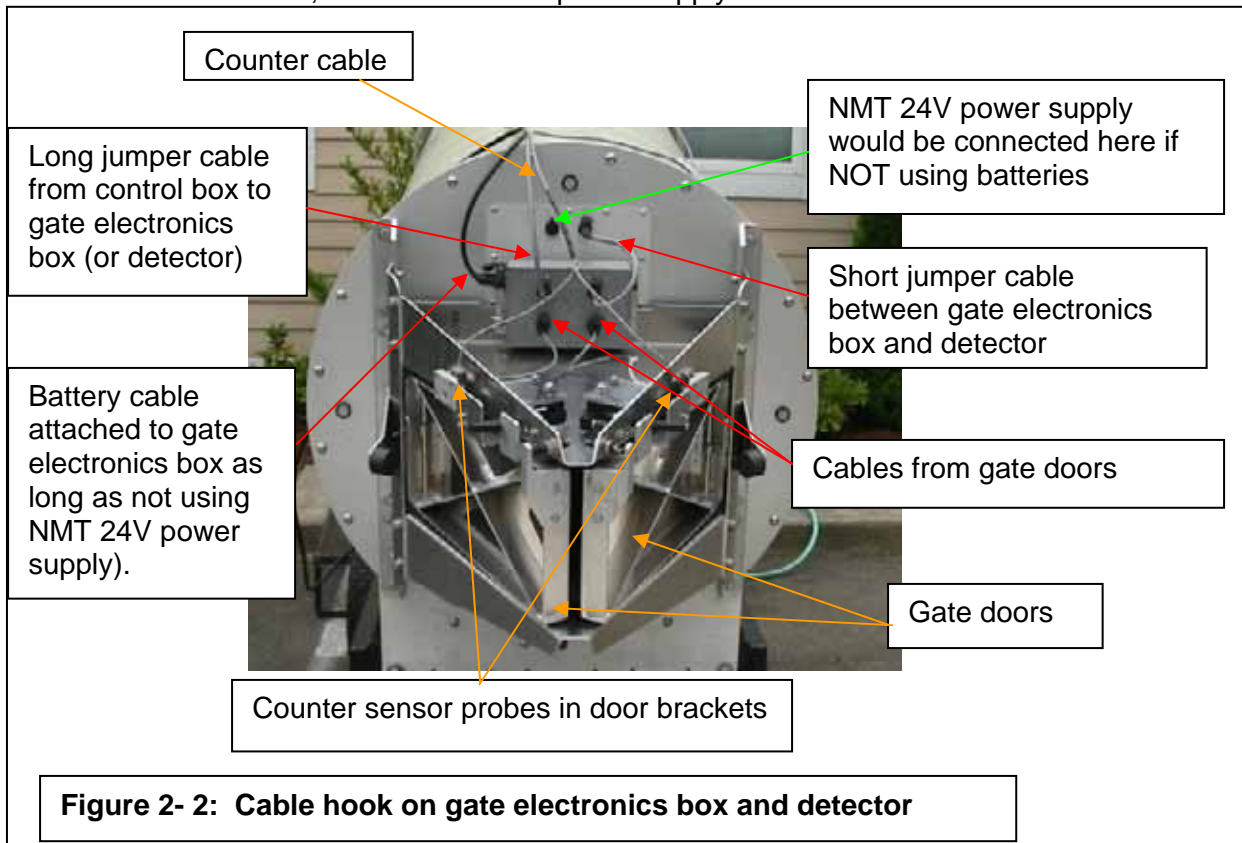 Counter cable
NMT 24V power supply
would be connected here if
NOT using batteries
Long jumper cable
from control box to
gate electronics
box (or detector)
Short jumper cable
between gate electronics
box and detector
Battery cable
attached to gate
electronics box as
long as not using
NMT 24V power
supply).
Cables from gate doors
Gate doors
Counter sensor probes in door brackets
Figure 2- 2:  Cable hook on gate electronics box and detector